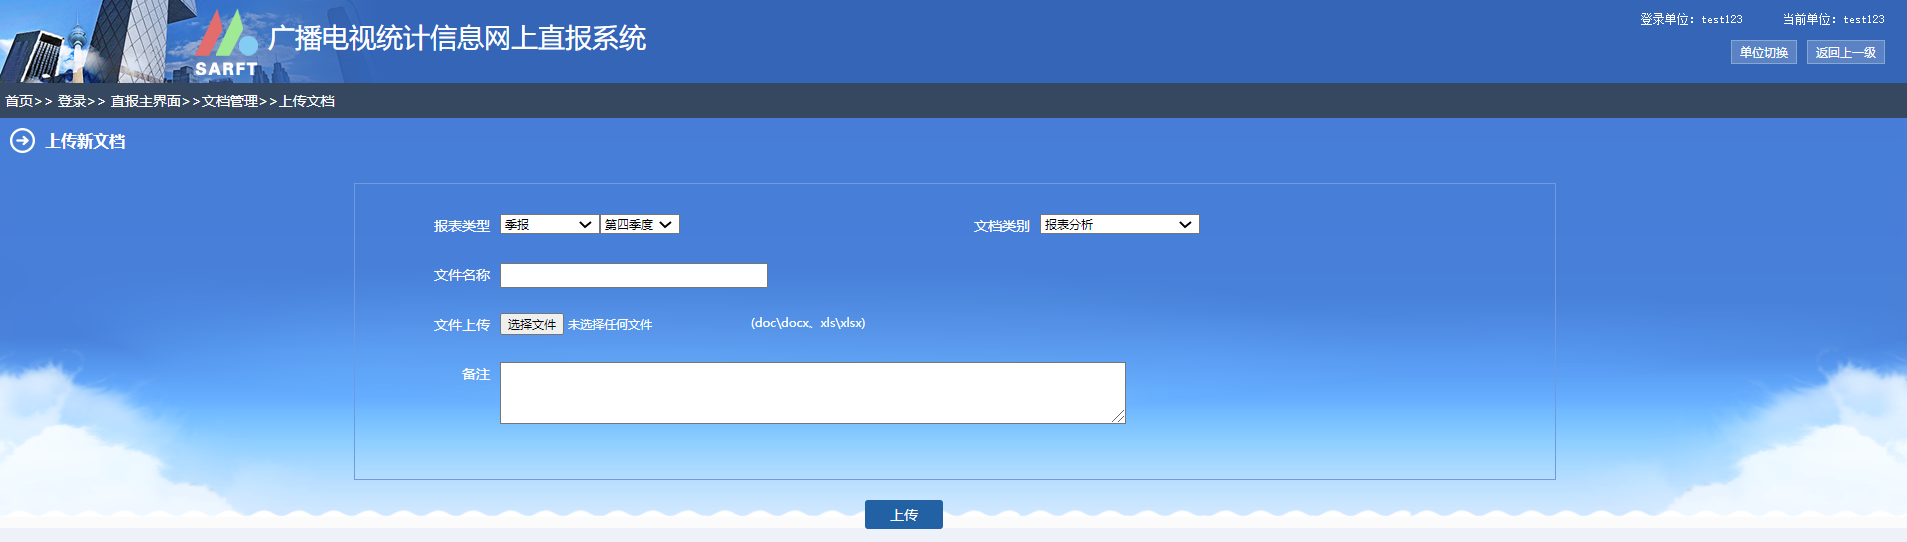 SARFT
广播电视统计信息网上直报系统
登录单位：test123 当前单位：test123
单位切换 返回上一级
首页>> 登录>> 直报主界面>>文档管理>>上传文档
上传新文档
报表类型 季报 第四季度 文档类别 报表分析
文件名称
文件上传 选择文件 未选择任何文件 (doc\docx、xls\xlsx)
备注
上传